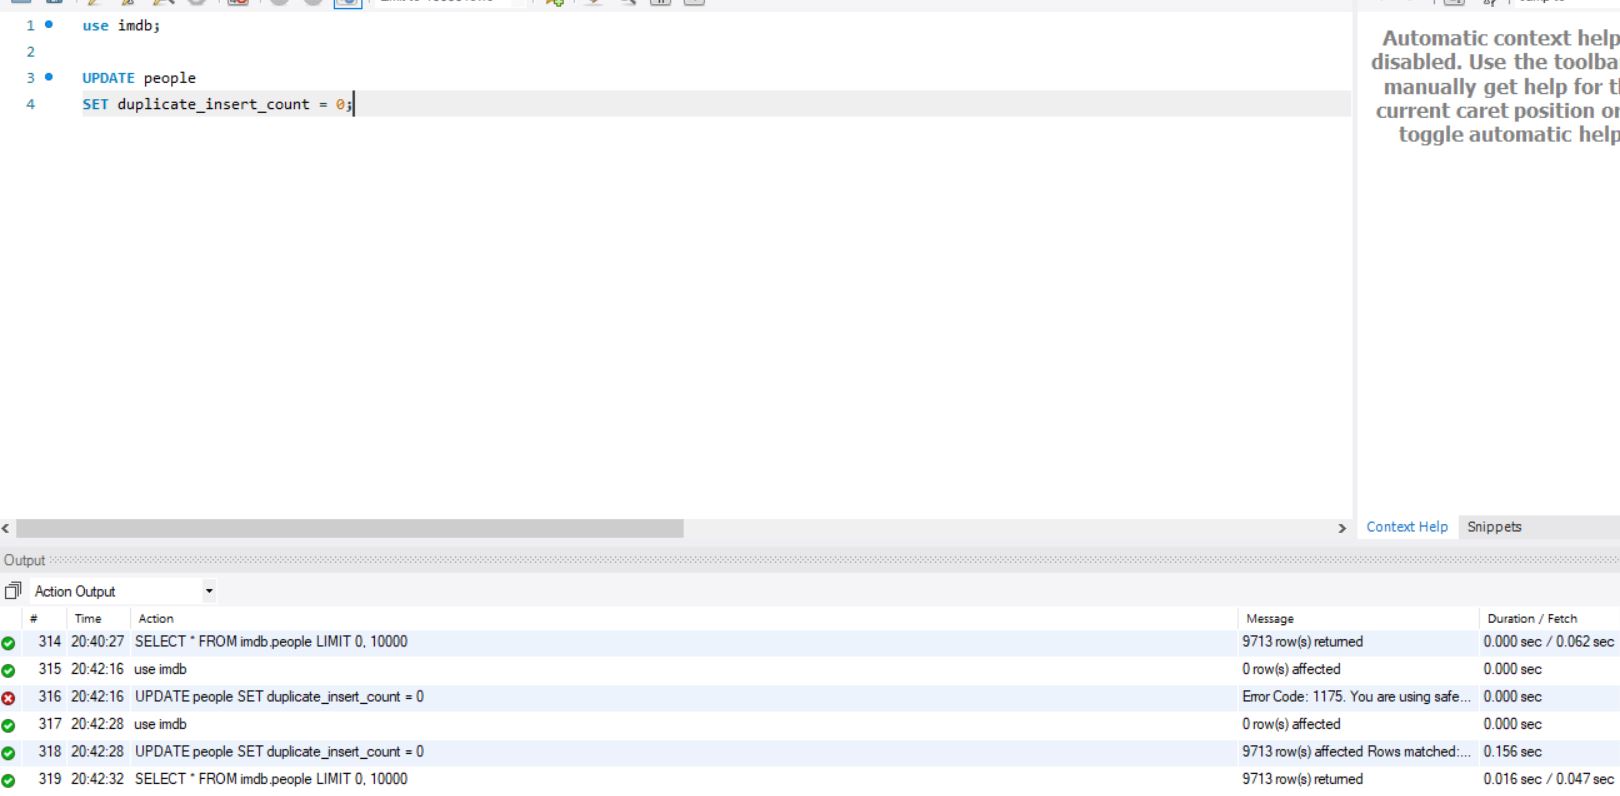 1 use imdb;
2
3 UPDATE people
4 SET duplicate_insert_count = 0;
Automatic context help
disabled. Use the toolba
manually get help for t
current caret position or
toggle automatic help
Context Help Snippets
Output
Action Output
# Time Action Message Duration / Fetch
314 20:40:27 SELECT * FROM imdb.people LIMIT 0, 10000 9713 row(s) returned 0.000 sec / 0.062 sec
315 20:42:16 use imdb 0 row(s) affected 0.000 sec
316 20:42:16 UPDATE people SET duplicate_insert_count = 0 Error Code: 1175. You are using safe... 0.000 sec
317 20:42:28 use imdb 0 row(s) affected 0.000 sec
318 20:42:28 UPDATE people SET duplicate_insert_count = 0 9713 row(s) affected Rows matched:... 0.156 sec
319 20:42:32 SELECT * FROM imdb.people LIMIT 0, 10000 9713 row(s) returned 0.016 sec / 0.047 sec